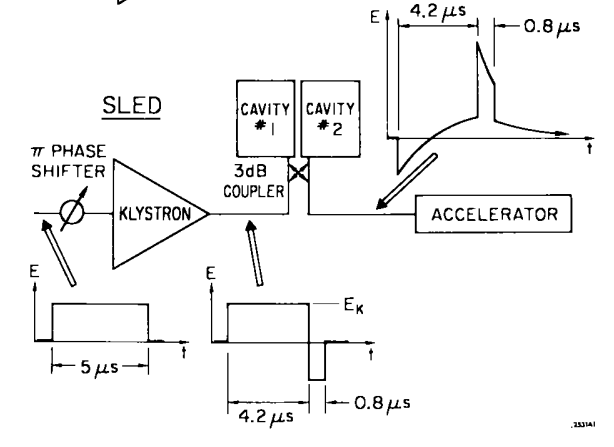 E
4.2 μs
0.8 μs
t
SLED
CAVITY
#1
CAVITY
#2
π PHASE
SHIFTER
3dB
COUPLER
KLYSTRON
ACCELERATOR
E
t
5 μs
E
E_K
t
4.2 μs
0.8 μs